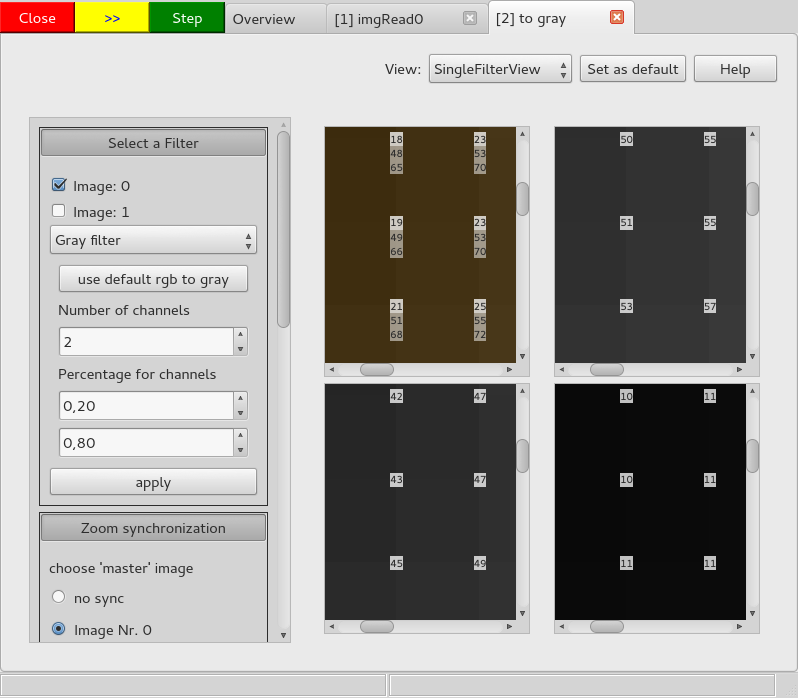 Close >> Step Overview [1] imgRead0 [2] to gray
View: SingleFilterView Set as default Help
Select a Filter
Image: 0
Image: 1
Gray filter
use default rgb to gray
Number of channels
2
Percentage for channels
0,20
0,80
apply
Zoom synchronization
choose 'master' image
no sync
Image Nr. 0
18 23
48 53
65 70
19 23
49 53
66 70
21 25
51 55
68 72
50 55
51 55
53 57
42 47
43 47
45 49
10 11
10 11
11 11